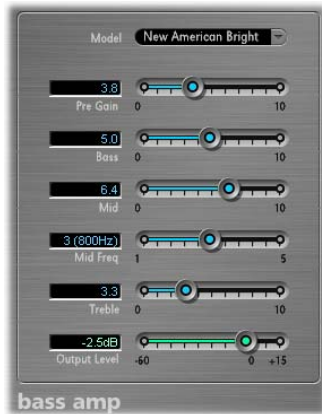 Model New American Bright
3.8
Pre Gain 0 10
5.0
Bass 0 10
6.4
Mid 0 10
3 (800Hz)
Mid Freq 1 5
3.3
Treble 0 10
-2.5dB
Output Level -60 0 +15
bass amp